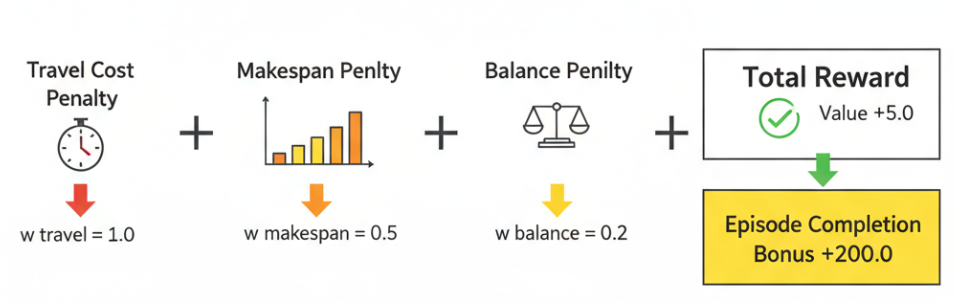 Travel Cost
Penalty
w travel = 1.0
+
Makespan Penlty
w makespan = 0.5
+
Balance Penilty
w balance = 0.2
+
Total Reward
Value +5.0
Episode Completion
Bonus +200.0